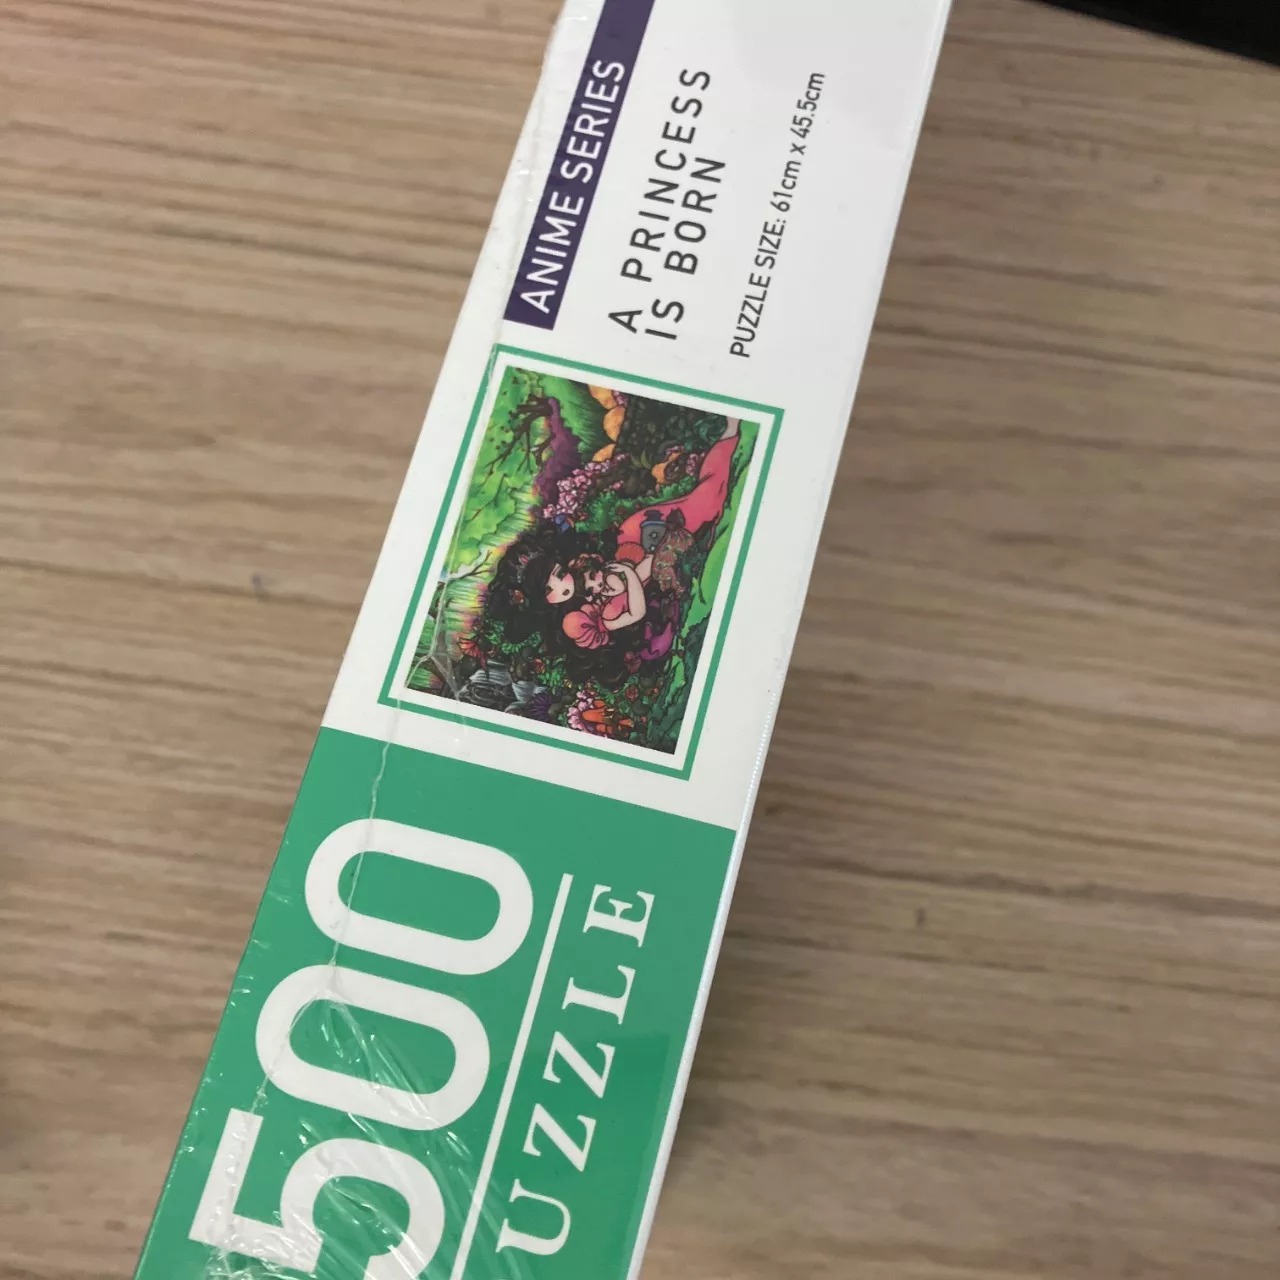 500
UZZLE
ANIME SERIES
A PRINCESS
IS BORN
PUZZLE SIZE: 61cm x 45.5cm